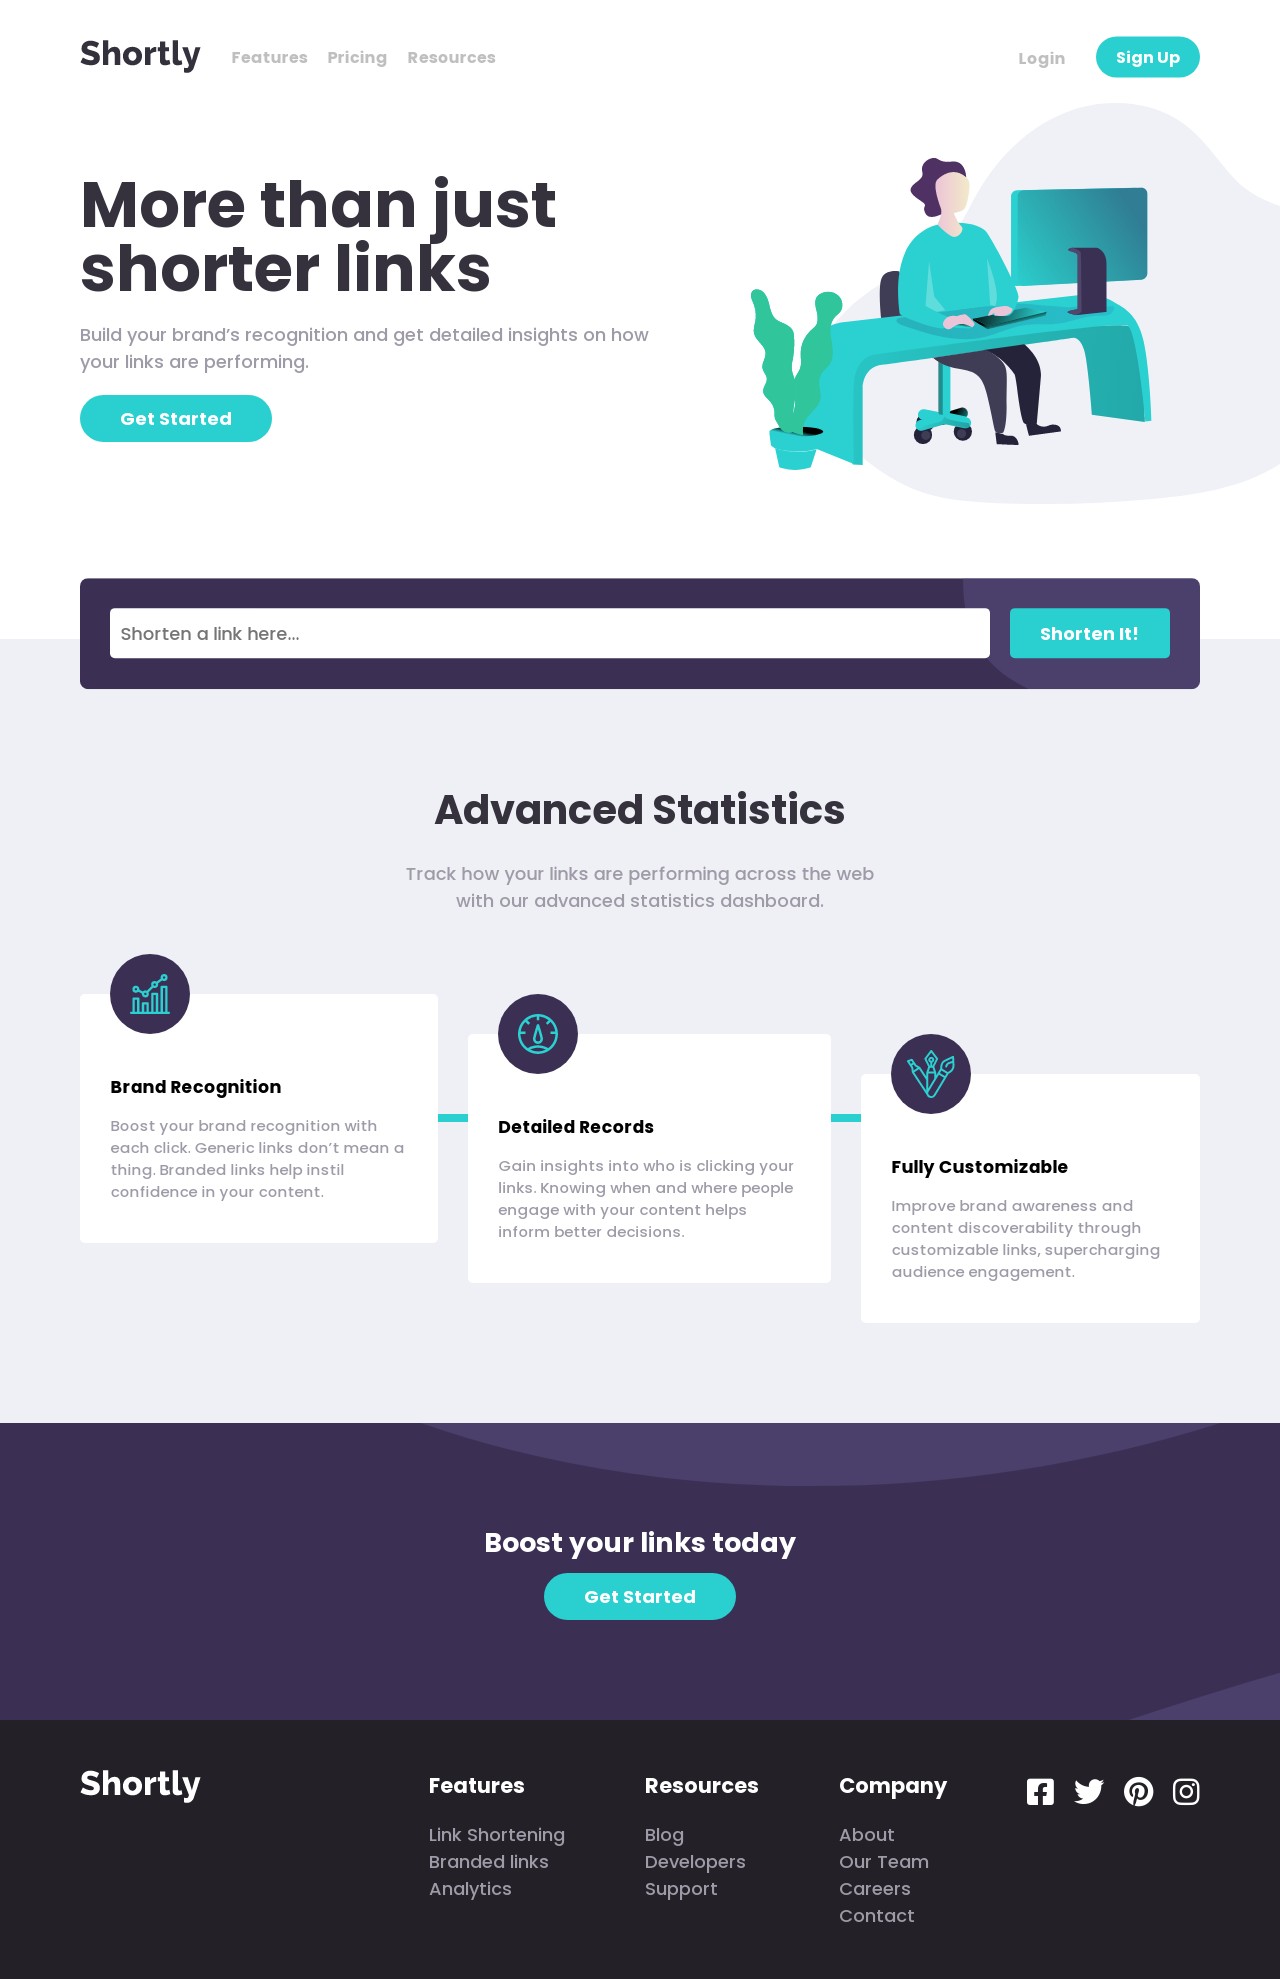 Shortly
Features
Pricing
Resources
Login
Sign Up
More than just
shorter links
Build your brand’s recognition and get detailed insights on how
your links are performing.
Get Started
Shorten a link here...
Shorten It!
Advanced Statistics
Track how your links are performing across the web
with our advanced statistics dashboard.
Brand Recognition
Boost your brand recognition with
each click. Generic links don’t mean a
thing. Branded links help instil
confidence in your content.
Detailed Records
Gain insights into who is clicking your
links. Knowing when and where people
engage with your content helps
inform better decisions.
Fully Customizable
Improve brand awareness and
content discoverability through
customizable links, supercharging
audience engagement.
Boost your links today
Get Started
Shortly
Features
Link Shortening
Branded links
Analytics
Resources
Blog
Developers
Support
Company
About
Our Team
Careers
Contact